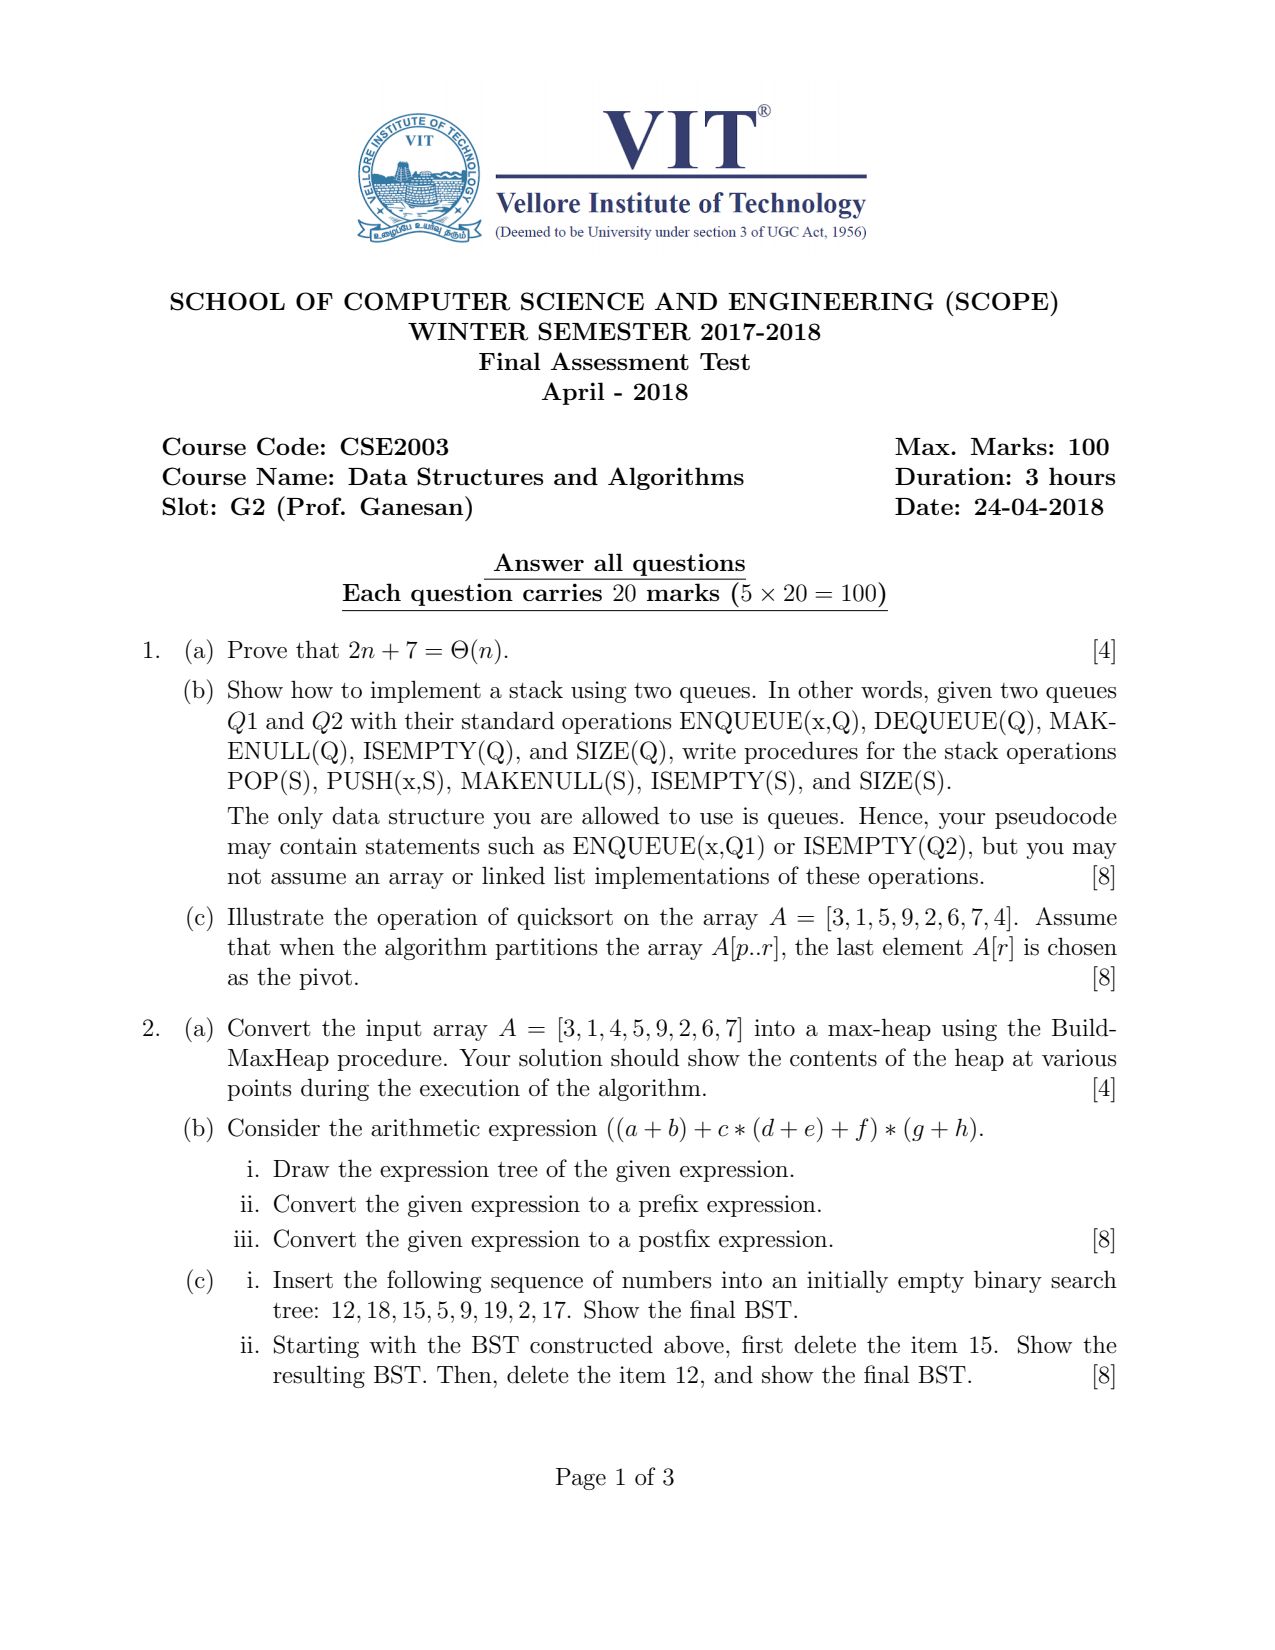 VELLORE INSTITUTE OF TECHNOLOGY
VIT
உழைப்பே உயர்வு தரும்
VIT®
Vellore Institute of Technology
(Deemed to be University under section 3 of UGC Act, 1956)
SCHOOL OF COMPUTER SCIENCE AND ENGINEERING (SCOPE)
WINTER SEMESTER 2017-2018
Final Assessment Test
April - 2018
Course Code: CSE2003 Max. Marks: 100
Course Name: Data Structures and Algorithms Duration: 3 hours
Slot: G2 (Prof. Ganesan) Date: 24-04-2018
Answer all questions
Each question carries 20 marks (5 × 20 = 100)
1. (a) Prove that 2n + 7 = Θ(n). [4]
(b) Show how to implement a stack using two queues. In other words, given two queues
Q1 and Q2 with their standard operations ENQUEUE(x,Q), DEQUEUE(Q), MAK-
ENULL(Q), ISEMPTY(Q), and SIZE(Q), write procedures for the stack operations
POP(S), PUSH(x,S), MAKENULL(S), ISEMPTY(S), and SIZE(S).
The only data structure you are allowed to use is queues. Hence, your pseudocode
may contain statements such as ENQUEUE(x,Q1) or ISEMPTY(Q2), but you may
not assume an array or linked list implementations of these operations. [8]
(c) Illustrate the operation of quicksort on the array A = [3, 1, 5, 9, 2, 6, 7, 4]. Assume
that when the algorithm partitions the array A[p..r], the last element A[r] is chosen
as the pivot. [8]
2. (a) Convert the input array A = [3, 1, 4, 5, 9, 2, 6, 7] into a max-heap using the Build-
MaxHeap procedure. Your solution should show the contents of the heap at various
points during the execution of the algorithm. [4]
(b) Consider the arithmetic expression ((a + b) + c ∗ (d + e) + f) ∗ (g + h).
i. Draw the expression tree of the given expression.
ii. Convert the given expression to a prefix expression.
iii. Convert the given expression to a postfix expression. [8]
(c) i. Insert the following sequence of numbers into an initially empty binary search
tree: 12, 18, 15, 5, 9, 19, 2, 17. Show the final BST.
ii. Starting with the BST constructed above, first delete the item 15. Show the
resulting BST. Then, delete the item 12, and show the final BST. [8]
Page 1 of 3